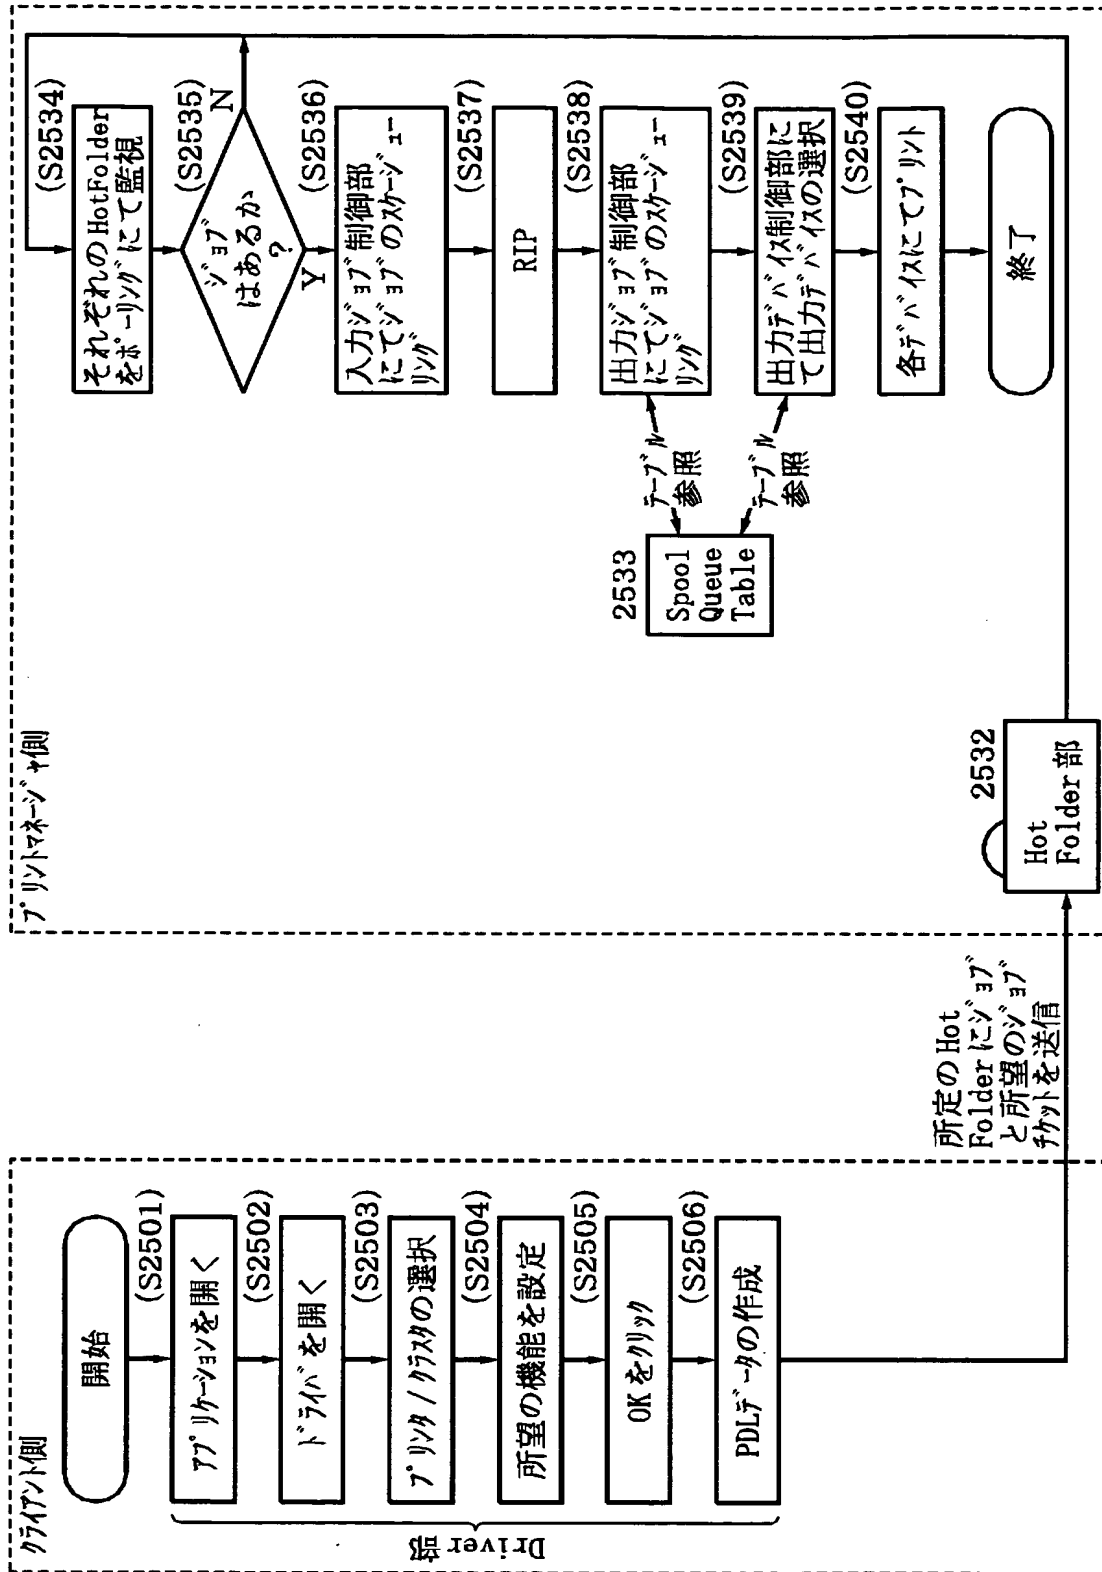 クライアント側
開始
(S2501)
アプリケーションを開く
(S2502)
ドライバを開く
(S2503)
プリンタ/クラスタの選択
(S2504)
所望の機能を設定
(S2505)
OKをクリック
(S2506)
PDLデータの作成
Driver部
所定のHot
Folderにジョブ
と所望のジョブ
チケットを送信
プリントマネージャ側
2532
Hot
Folder部
(S2534)
それぞれのHotFolder
をポーリングにて監視
(S2535)
ジョブ
はあるか
?
N
Y
(S2536)
入力ジョブ制御部
にてジョブのスケージュー
リング
(S2537)
RIP
(S2538)
出力ジョブ制御部
にてジョブのスケージュー
リング
(S2539)
出力デバイス制御部に
て出力デバイスの選択
(S2540)
各デバイスにてプリント
終了
テーブル
参照
テーブル
参照
2533
Spool
Queue
Table